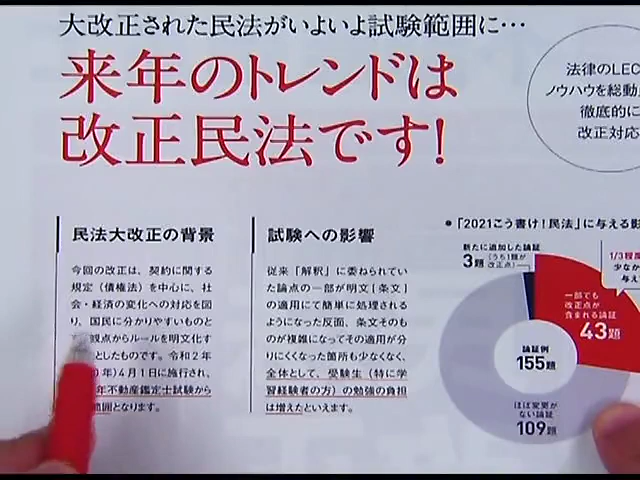 大改正された民法がいよいよ試験範囲に…
来年のトレンドは
改正民法です!
法律のLEC
ノウハウを総動
徹底的に
改正対応
民法大改正の背景
今回の改正は、契約に関する
規定(債権法)を中心に、社
会・経済の変化への対応を図
り、国民に分かりやすいものと
観点からルールを明文化す
としたものです。令和2年
年)4月1日に施行され、
年不動産鑑定士試験から
範囲となります。
試験への影響
従来「解釈」に委ねられてい
た論点の一部が明文(条文)
の適用にて簡単に処理される
ようになった反面、条文そのも
のが複雑になってその適用が分
りにくくなった箇所も少なくなく、
全体として、受験生(特に学
習経験者の方)の勉強の負担
は増えたといえます。
●「2021こう書け!民法」に与える影
新たに追加した論証
3題(うち1題が
改正点)
1/3程度
少なか
与え
一部でも
改正点が
含まれる論証
43題
論証例
155題
ほぼ変更が
ない論証
109題